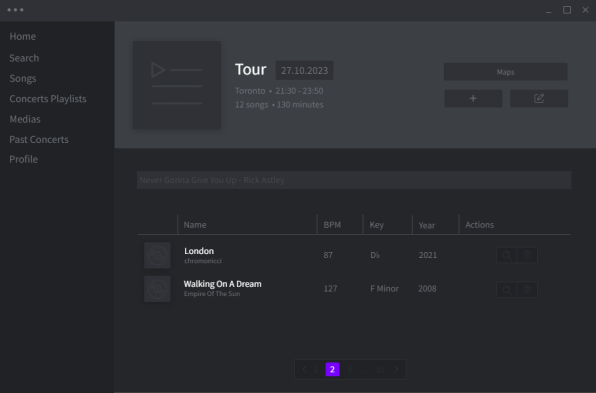 Home
Search
Songs
Concerts Playlists
Medias
Past Concerts
Profile
Tour 27.10.2023
Toronto • 21:30 - 23:50
12 songs • 130 minutes
Maps
+
Never Gonna Give You Up - Rick Astley
Name BPM Key Year Actions
London 87 D♭ 2021
chromonicci
Walking On A Dream 127 F Minor 2008
Empire Of The Sun
2